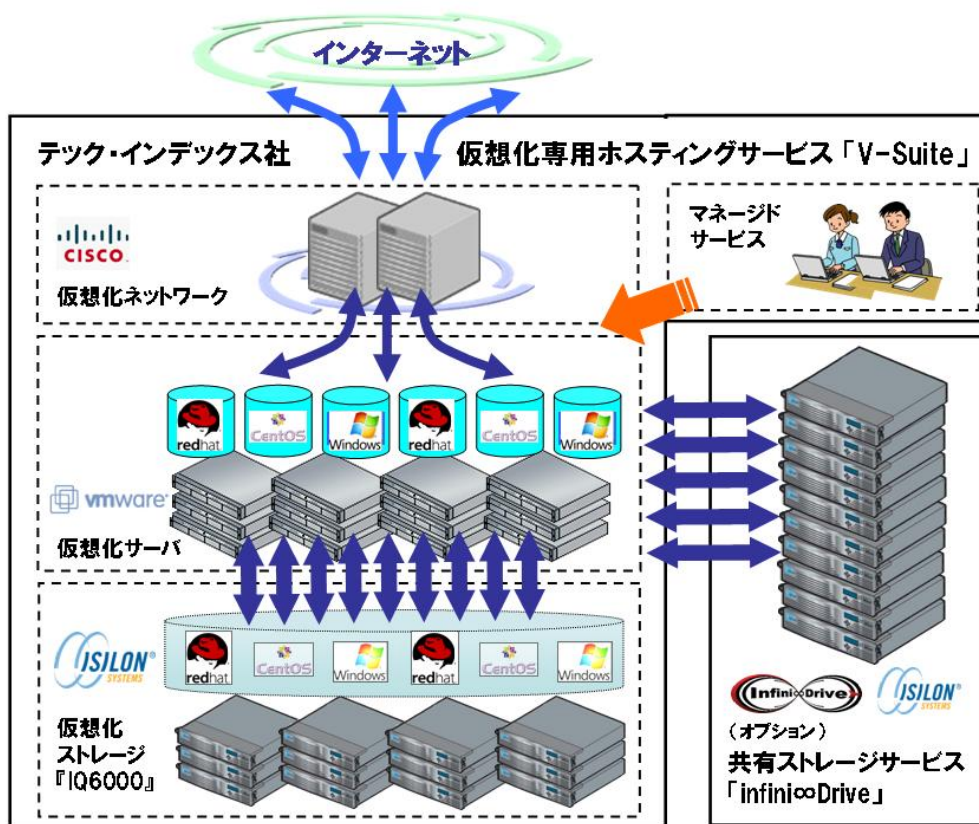 インターネット
テック・インデックス社
仮想化専用ホスティングサービス「V-Suite」
CISCO.
仮想化ネットワーク
マネージド
サービス
redhat
CentOS
Windows
redhat
CentOS
Windows
vmware®
仮想化サーバ
ISILON®
SYSTEMS
redhat
CentOS
Windows
redhat
CentOS
Windows
仮想化
ストレージ
『IQ6000』
Infini∞Drive
ISILON®
SYSTEMS
(オプション)
共有ストレージサービス
「infini∞Drive」